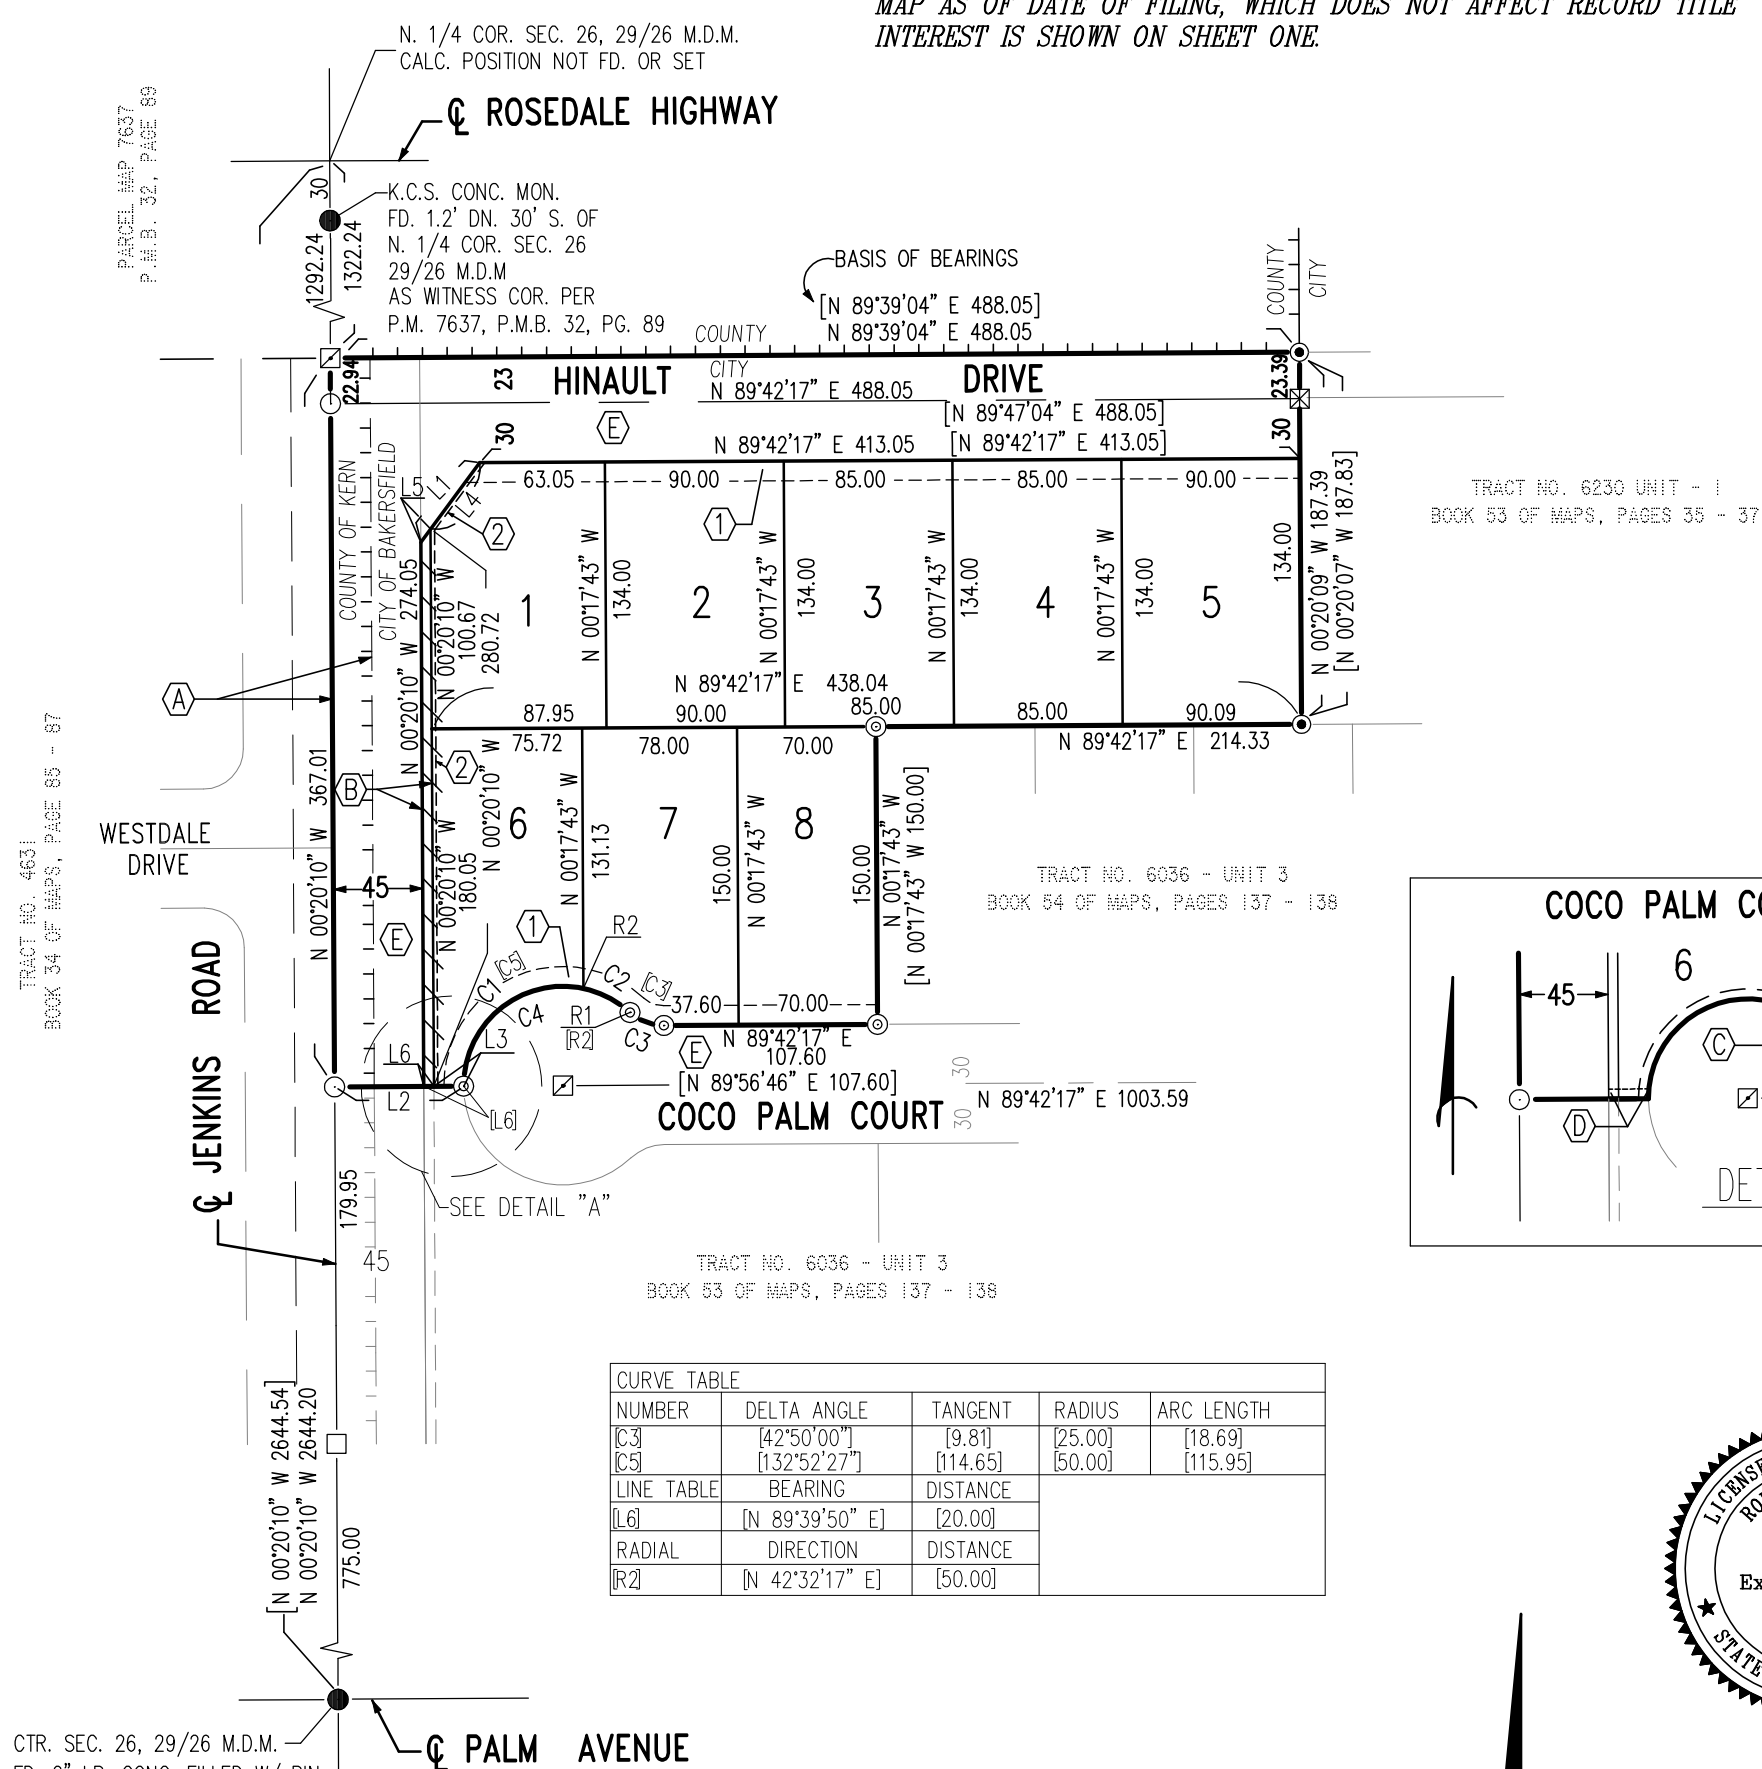 MAP AS OF DATE OF FILING, WHICH DOES NOT AFFECT RECORD TITLE
INTEREST IS SHOWN ON SHEET ONE.
N. 1/4 COR. SEC. 26, 29/26 M.D.M.
CALC. POSITION NOT FD. OR SET
℄ ROSEDALE HIGHWAY
PARCEL MAP 7637
P.M.B. 32, PAGE 89
30
K.C.S. CONC. MON.
FD. 1.2' DN. 30' S. OF
N. 1/4 COR. SEC. 26
29/26 M.D.M
AS WITNESS COR. PER
P.M. 7637, P.M.B. 32, PG. 89
1292.24
1322.24
BASIS OF BEARINGS
[N 89°39'04" E 488.05]
N 89°39'04" E 488.05
COUNTY
CITY
COUNTY
CITY
22.94
23
HINAULT DRIVE
23.39
N 89°42'17" E 488.05
[N 89°47'04" E 488.05]
E
30
30
N 89°42'17" E 413.05
[N 89°42'17" E 413.05]
63.05
90.00
85.00
85.00
90.00
L5
L1
L4
2
1
COUNTY OF KERN
CITY OF BAKERSFIELD
N 00°20'10" W 274.05
N 00°20'10" W
100.67
280.72
1
N 00°17'43" W
134.00
2
N 00°17'43" W
134.00
3
N 00°17'43" W
134.00
4
N 00°17'43" W
134.00
5
134.00
N 00°20'09" W 187.39
[N 00°20'07" W 187.83]
TRACT NO. 6230 UNIT - 1
BOOK 53 OF MAPS, PAGES 35 - 37
A
N 89°42'17" E 438.04
87.95
90.00
85.00
85.00
90.09
75.72
78.00
70.00
N 89°42'17" E 214.33
2
B
N 00°20'10" W 367.01
WESTDALE
DRIVE
TRACT NO. 4631
BOOK 34 OF MAPS, PAGE 85 - 87
45
E
N 00°20'10" W
180.05
N 00°20'10" W
6
N 00°17'43" W
131.13
7
150.00
N 00°17'43" W
8
150.00
N 00°17'43" W
[N 00°17'43" W 150.00]
TRACT NO. 6036 - UNIT 3
BOOK 54 OF MAPS, PAGES 137 - 138
1
R2
C1
[C5]
C2
[C3]
C4
R1
[R2]
C3
37.60
70.00
E
N 89°42'17" E
107.60
[N 89°56'46" E 107.60]
L6
L3
L2
[L6]
COCO PALM COURT
30
30
N 89°42'17" E 1003.59
℄ JENKINS ROAD
179.95
SEE DETAIL "A"
45
TRACT NO. 6036 - UNIT 3
BOOK 53 OF MAPS, PAGES 137 - 138
COCO PALM CO
6
45
C
D
DE
CURVE TABLE
NUMBER DELTA ANGLE TANGENT RADIUS ARC LENGTH
[C3] [42°50'00"] [9.81] [25.00] [18.69]
[C5] [132°52'27"] [114.65] [50.00] [115.95]
LINE TABLE BEARING DISTANCE
[L6] [N 89°39'50" E] [20.00]
RADIAL DIRECTION DISTANCE
[R2] [N 42°32'17" E] [50.00]
[N 00°20'10" W 2644.54]
N 00°20'10" W 2644.20
775.00
LICENSE
RO
Ex
STATE
CTR. SEC. 26, 29/26 M.D.M.
℄ PALM AVENUE